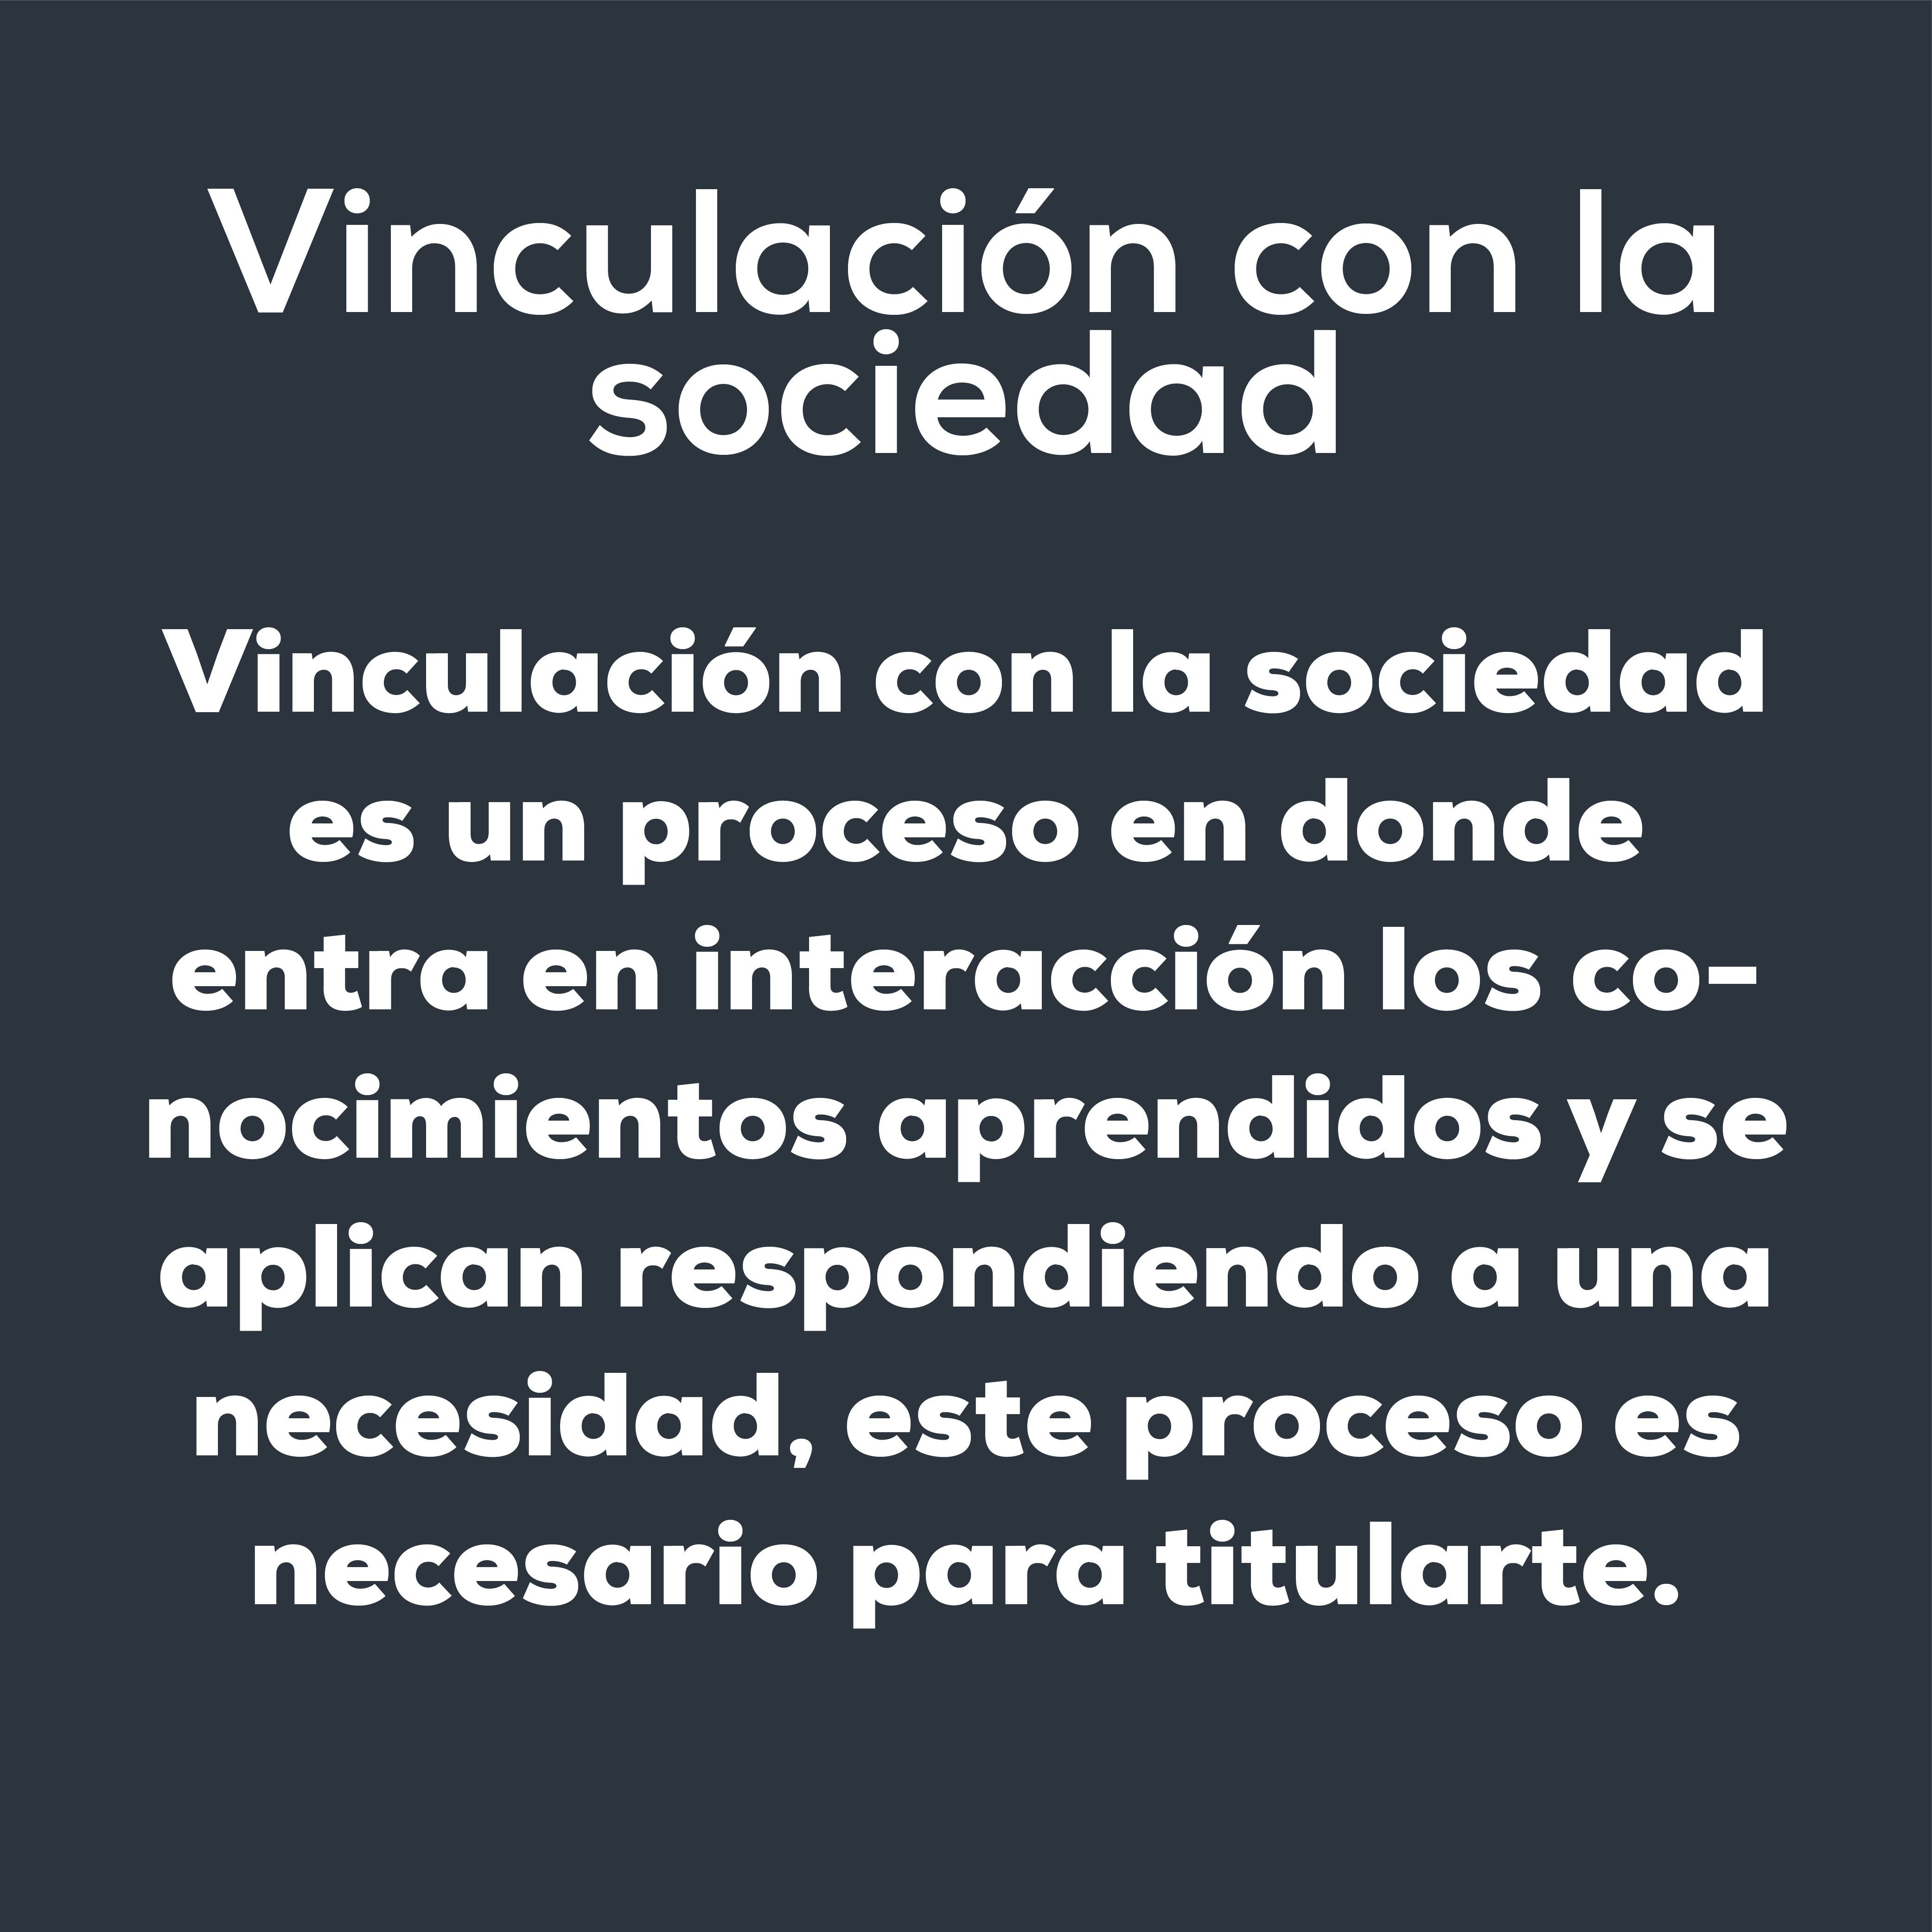 Vinculación con la
sociedad
Vinculación con la sociedad
es un proceso en donde
entra en interacción los co-
nocimientos aprendidos y se
aplican respondiendo a una
necesidad, este proceso es
necesario para titularte.